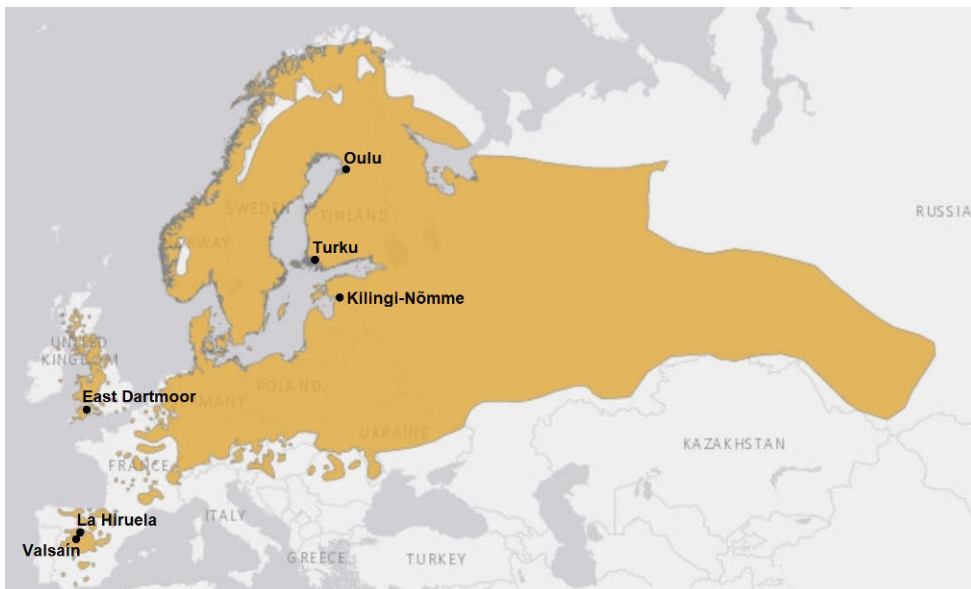 Oulu
SWEDEN
FINLAND
RUSSIA
NORWAY
Turku
Kilingi-Nõmme
UNITED
KINGDOM
POLAND
East Dartmoor
GERMANY
UKRAINE
KAZAKHSTAN
FRANCE
La Hiruela
ITALY
Valsaín
GREECE
TURKEY